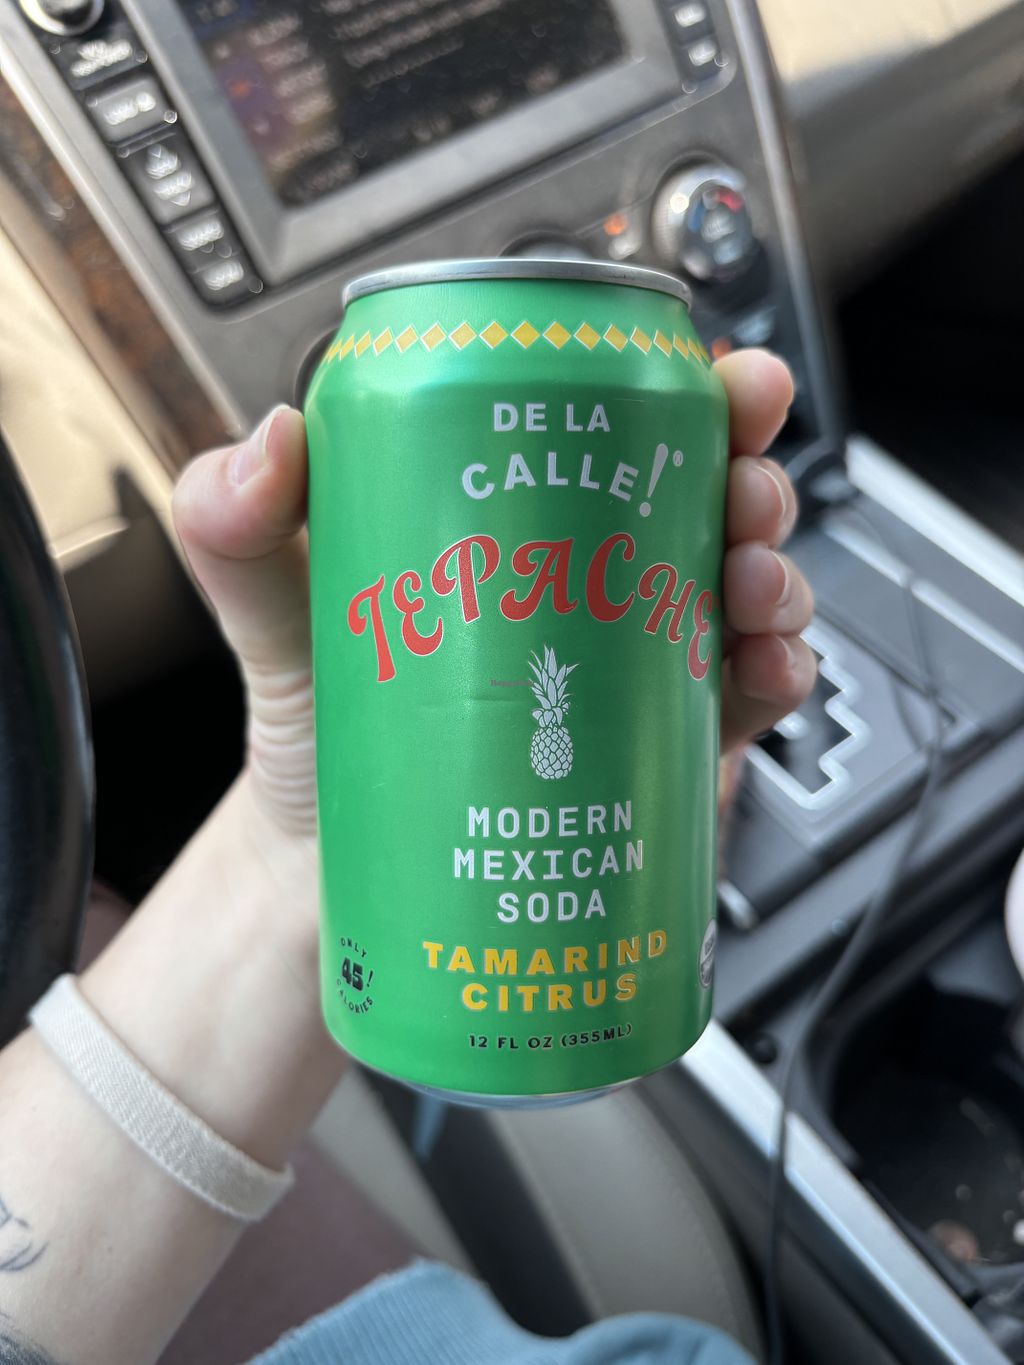 DE LA
CALLE!®
TEPACHE
MODERN
MEXICAN
SODA
TAMARIND
CITRUS
ONLY
45!
CALORIES
12 FL OZ (355ML)